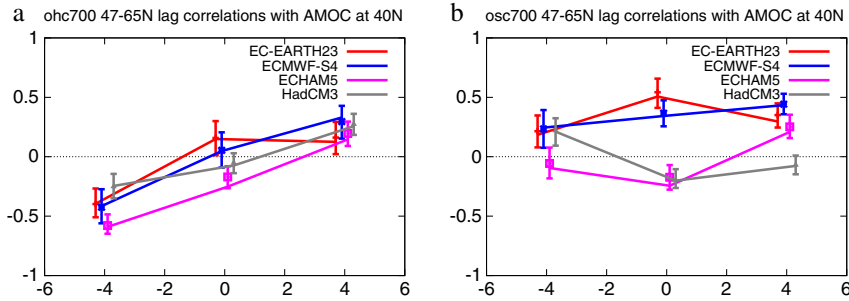 a
ohc700 47-65N lag correlations with AMOC at 40N
EC-EARTH23
ECMWF-S4
ECHAM5
HadCM3
1
0.5
0
-0.5
-1
-6 -4 -2 0 2 4 6
b
osc700 47-65N lag correlations with AMOC at 40N
EC-EARTH23
ECMWF-S4
ECHAM5
HadCM3
1
0.5
0
-0.5
-1
-6 -4 -2 0 2 4 6